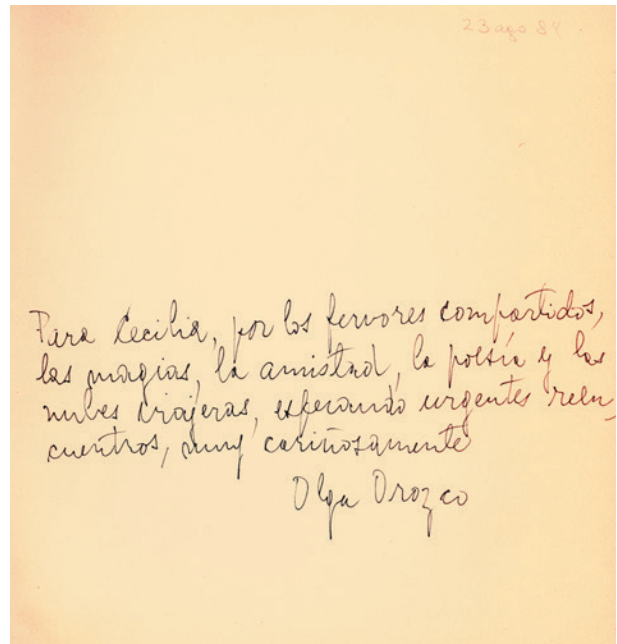 23 ago 84
Para Cecilia, por los fervores compartidos,
las magias, la amistad, la poesía y las
nubes viajeras, esperando urgentes reen
cuentros, muy cariñosamente
Olga Orozco